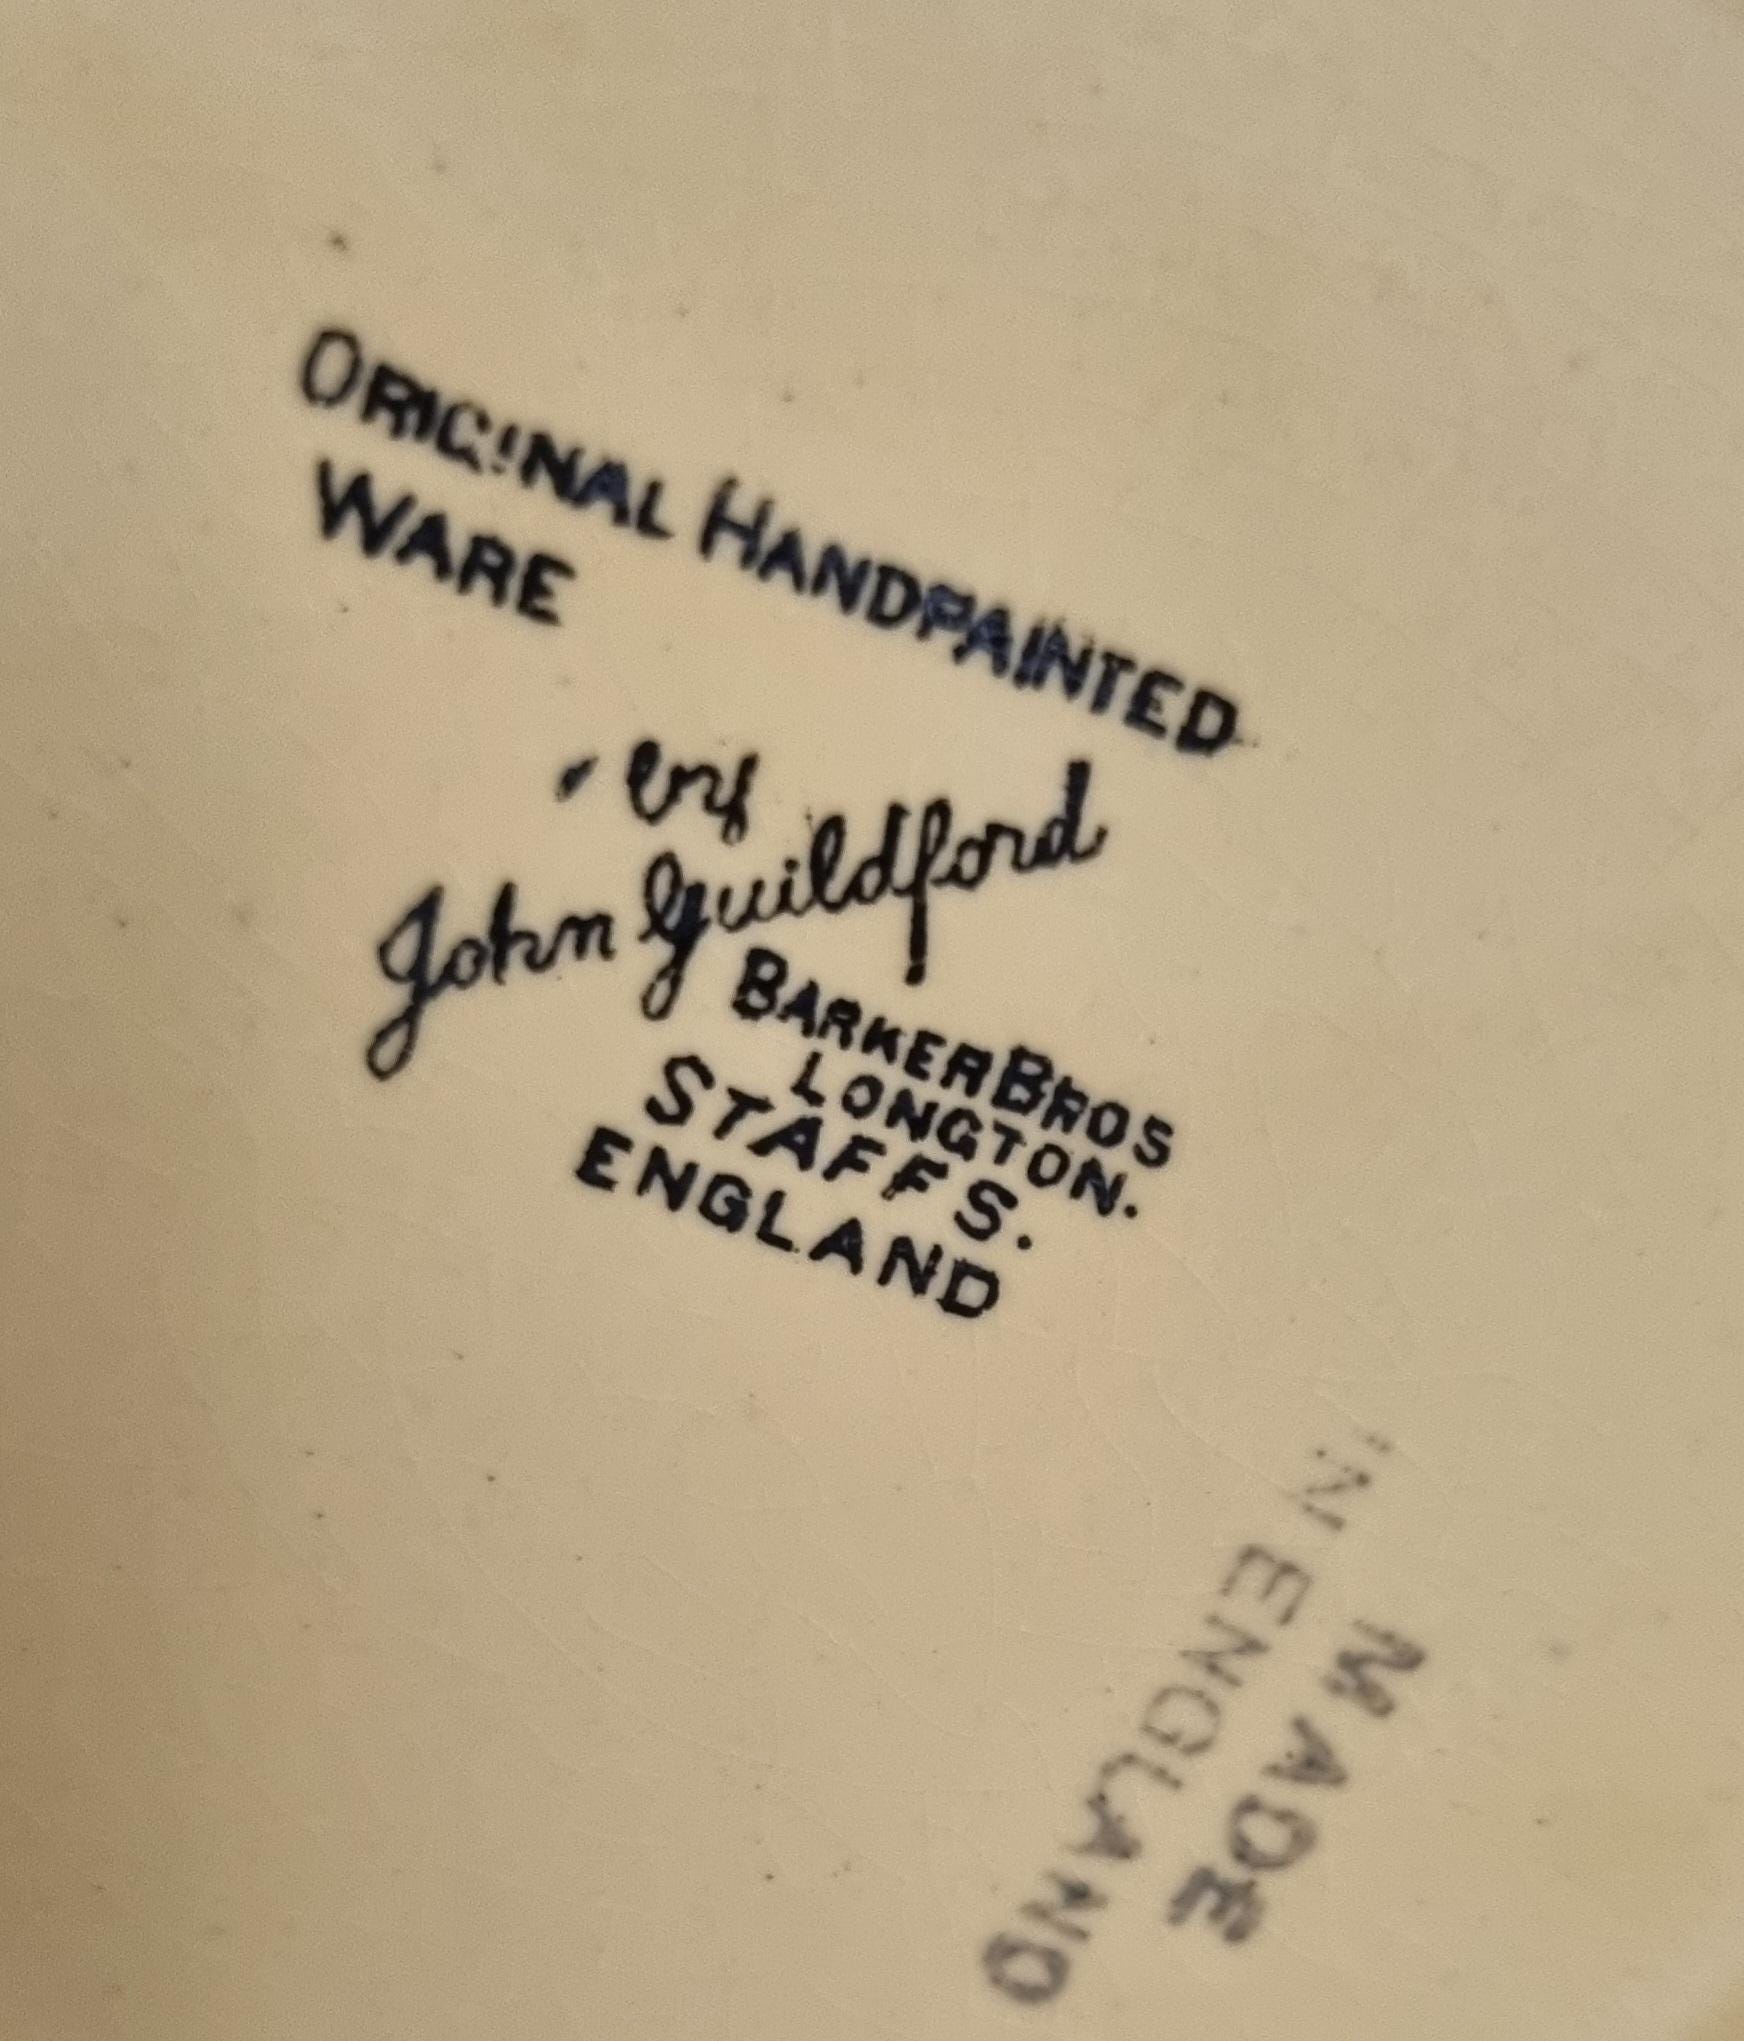 ORIGINAL HANDPAINTED
WARE
by
John Guildford
BARKER BROS
LONGTON.
STAFFS.
ENGLAND
MADE
IN ENGLAND